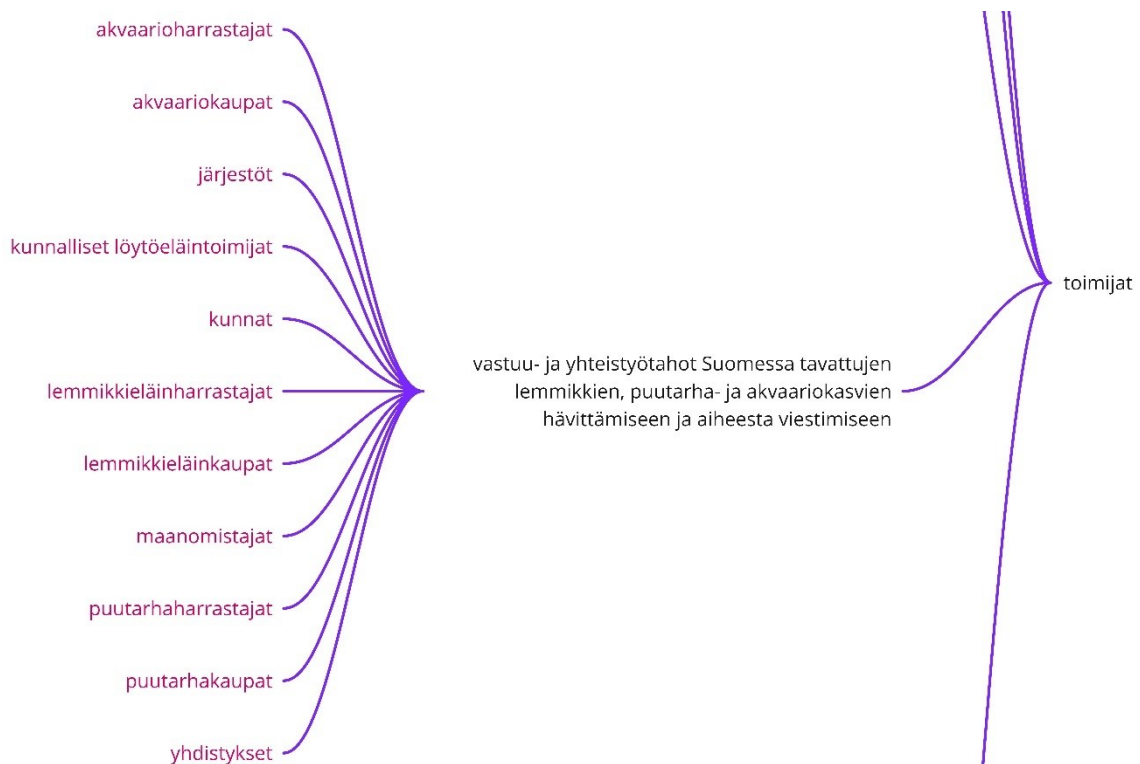 akvaarioharrastajat
akvaariokaupat
järjestöt
kunnalliset löytöeläintoimijat
kunnat
lemmikkieläinharrastajat
lemmikkieläinkaupat
maanomistajat
puutarhaharrastajat
puutarhakaupat
yhdistykset
vastuu- ja yhteistyötahot Suomessa tavattujen
lemmikkien, puutarha- ja akvaariokasvien
hävittämiseen ja aiheesta viestimiseen
toimijat